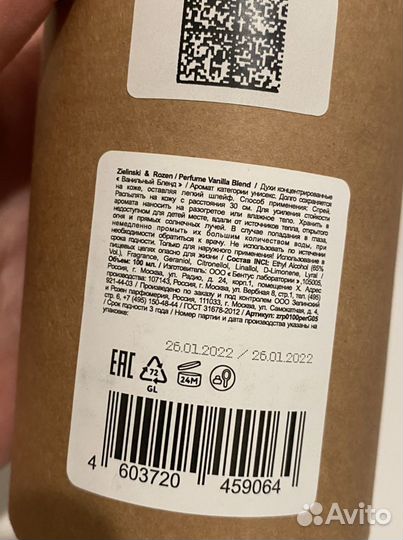 Zielinski & Rozen / Perfume Vanilla Blend / Духи концентрированные
« Ванильный Бленд » / Аромат категории унисекс. Долго сохраняется
на коже, оставляя легкий шлейф. Способ применения: Спрей.
Распылять на кожу с расстояния 30 см. Для усиления стойкости
аромата наносить на разогретое или влажное тело. Хранить в
недоступном для детей месте, вдали от источников тепла, открытого
огня и прямых солнечных лучей. В случае попадания в глаза,
немедленно промыть их большим количеством воды, при
необходимости обратиться к врачу. Не использовать по истечении
срока годности. Только для наружного применения! Использование в
пищевых целях опасно для жизни / Состав INCI: Ethyl Alcohol (65%
Vol.), Fragrance, Geraniol, Citronellol, Linallol, D-Limonene, Lyral /
Объем: 100 мл. / Изготовитель: ООО « Бентус лаборатории », 105005,
Россия, г. Москва, ул. Радио, д. 24, корп.1, помещение X. Адрес
производства: 107143, Россия, г. Москва, ул. Вербная 8, стр.1, тел. (495)
921-44-03 / Произведено по заказу и под контролем ООО Зелинский
и Розен парфюмерия, Россия, 111033, г. Москва, ул. Самокатная, д. 4,
стр. 6, +7 (495) 150-48-44 / ГОСТ 31678-2012 / Артикул: zrp0100perG05
/ Срок годности 3 года / Номер партии и дата производства указаны на
упаковке:
26.01.2022 / 26.01.2022
EAC 72 GL 24M
4 603720 459064
Avito